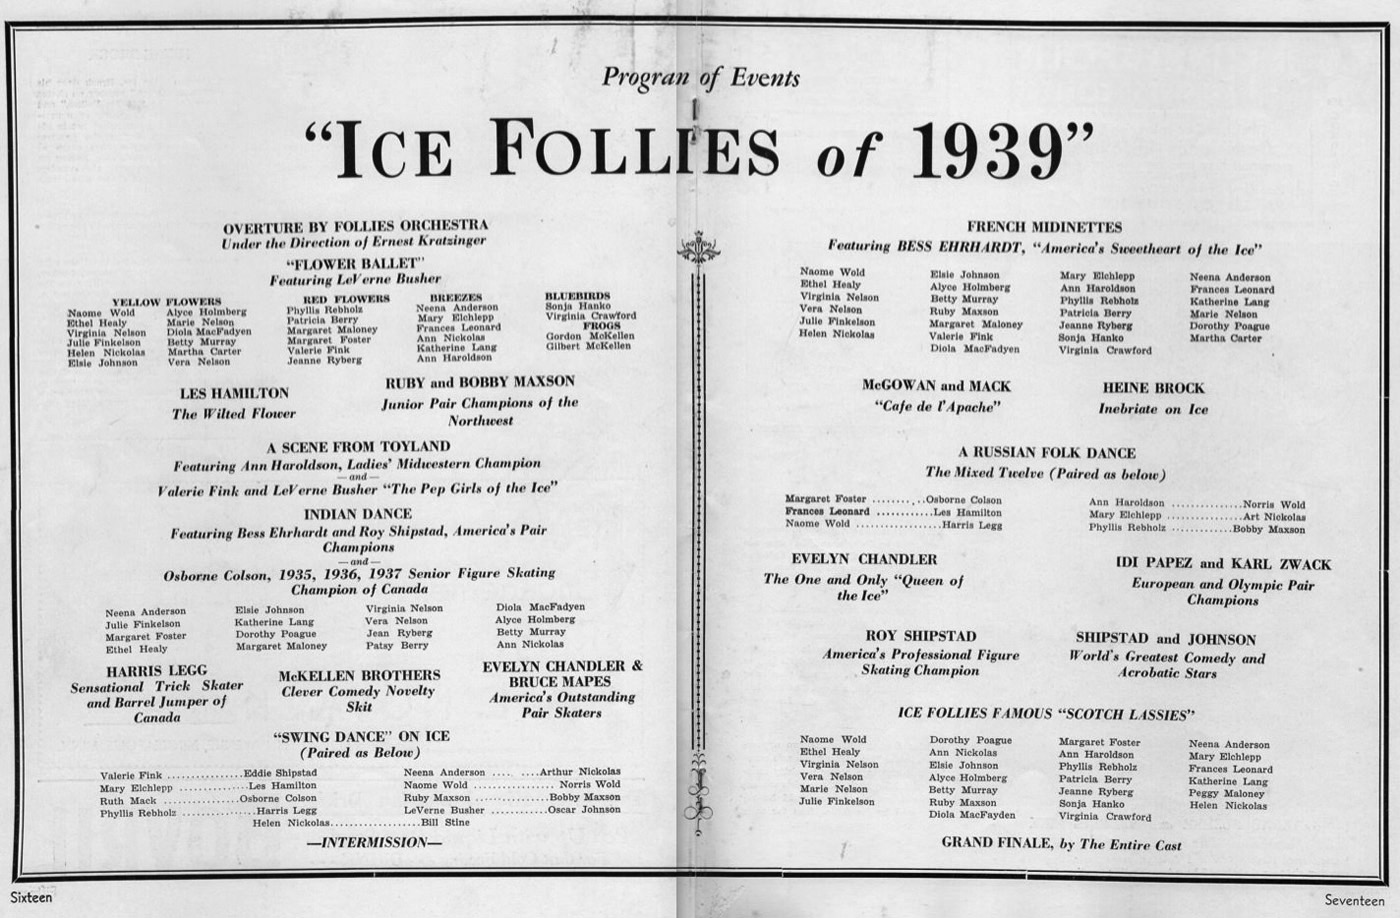 Progran of Events
"ICE FOLLIES of 1939"
OVERTURE BY FOLLIES ORCHESTRA
Under the Direction of Ernest Kratzinger
"FLOWER BALLET"
Featuring LeVerne Busher
YELLOW FLOWERS
Naome Wold Alyce Holmberg
Ethel Healy Marie Nelson
Virginia Nelson Diola MacFadyen
Julie Finkelson Betty Murray
Helen Nickolas Martha Carter
Elsie Johnson Vera Nelson
RED FLOWERS
Phyllis Rebholz
Patricia Berry
Margaret Maloney
Margaret Foster
Valerie Fink
Jeanne Ryberg
BREEZES
Neena Anderson
Mary Elchlepp
Frances Leonard
Ann Nickolas
Katherine Lang
Ann Haroldson
BLUEBIRDS
Sonja Hanko
Virginia Crawford
FROGS
Gordon McKellen
Gilbert McKellen
LES HAMILTON
The Wilted Flower
RUBY and BOBBY MAXSON
Junior Pair Champions of the
Northwest
A SCENE FROM TOYLAND
Featuring Ann Haroldson, Ladies' Midwestern Champion
—and—
Valerie Fink and LeVerne Busher "The Pep Girls of the Ice"
INDIAN DANCE
Featuring Bess Ehrhardt and Roy Shipstad, America's Pair
Champions
—and—
Osborne Colson, 1935, 1936, 1937 Senior Figure Skating
Champion of Canada
Neena Anderson Elsie Johnson Virginia Nelson Diola MacFadyen
Julie Finkelson Katherine Lang Vera Nelson Alyce Holmberg
Margaret Foster Dorothy Poague Jean Ryberg Betty Murray
Ethel Healy Margaret Maloney Patsy Berry Ann Nickolas
HARRIS LEGG
Sensational Trick Skater
and Barrel Jumper of
Canada
McKELLEN BROTHERS
Clever Comedy Novelty
Skit
EVELYN CHANDLER &
BRUCE MAPES
America's Outstanding
Pair Skaters
"SWING DANCE" ON ICE
(Paired as Below)
Valerie Fink ................Eddie Shipstad
Mary Elchlepp ..............Les Hamilton
Ruth Mack ................Osborne Colson
Phyllis Rebholz ................Harris Legg
Neena Anderson .... ....Arthur Nickolas
Naome Wold ................ Norris Wold
Ruby Maxson ..............Bobby Maxson
LeVerne Busher ...........Oscar Johnson
Helen Nickolas...................Bill Stine
—INTERMISSION—
Sixteen
FRENCH MIDINETTES
Featuring BESS EHRHARDT, "America's Sweetheart of the Ice"
Naome Wold
Ethel Healy
Virginia Nelson
Vera Nelson
Julie Finkelson
Helen Nickolas
Elsie Johnson
Alyce Holmberg
Betty Murray
Ruby Maxson
Margaret Maloney
Valerie Fink
Diola MacFadyen
Mary Elchlepp
Ann Haroldson
Phyllis Rebholz
Patricia Berry
Jeanne Ryberg
Sonja Hanko
Virginia Crawford
Neena Anderson
Frances Leonard
Katherine Lang
Marie Nelson
Dorothy Poague
Martha Carter
McGOWAN and MACK
"Cafe de l'Apache"
HEINE BROCK
Inebriate on Ice
A RUSSIAN FOLK DANCE
The Mixed Twelve (Paired as below)
Margaret Foster ..........Osborne Colson
Frances Leonard ............Les Hamilton
Naome Wold ..................Harris Legg
Ann Haroldson ...............Norris Wold
Mary Elchlepp ................Art Nickolas
Phyllis Rebholz .............Bobby Maxson
EVELYN CHANDLER
The One and Only "Queen of
the Ice"
IDI PAPEZ and KARL ZWACK
European and Olympic Pair
Champions
ROY SHIPSTAD
America's Professional Figure
Skating Champion
SHIPSTAD and JOHNSON
World's Greatest Comedy and
Acrobatic Stars
ICE FOLLIES FAMOUS "SCOTCH LASSIES"
Naome Wold
Ethel Healy
Virginia Nelson
Vera Nelson
Marie Nelson
Julie Finkelson
Dorothy Poague
Ann Nickolas
Elsie Johnson
Alyce Holmberg
Betty Murray
Ruby Maxson
Diola MacFayden
Margaret Foster
Ann Haroldson
Phyllis Rebholz
Patricia Berry
Jeanne Ryberg
Sonja Hanko
Virginia Crawford
Neena Anderson
Mary Elchlepp
Frances Leonard
Katherine Lang
Peggy Maloney
Helen Nickolas
GRAND FINALE, by The Entire Cast
Seventeen